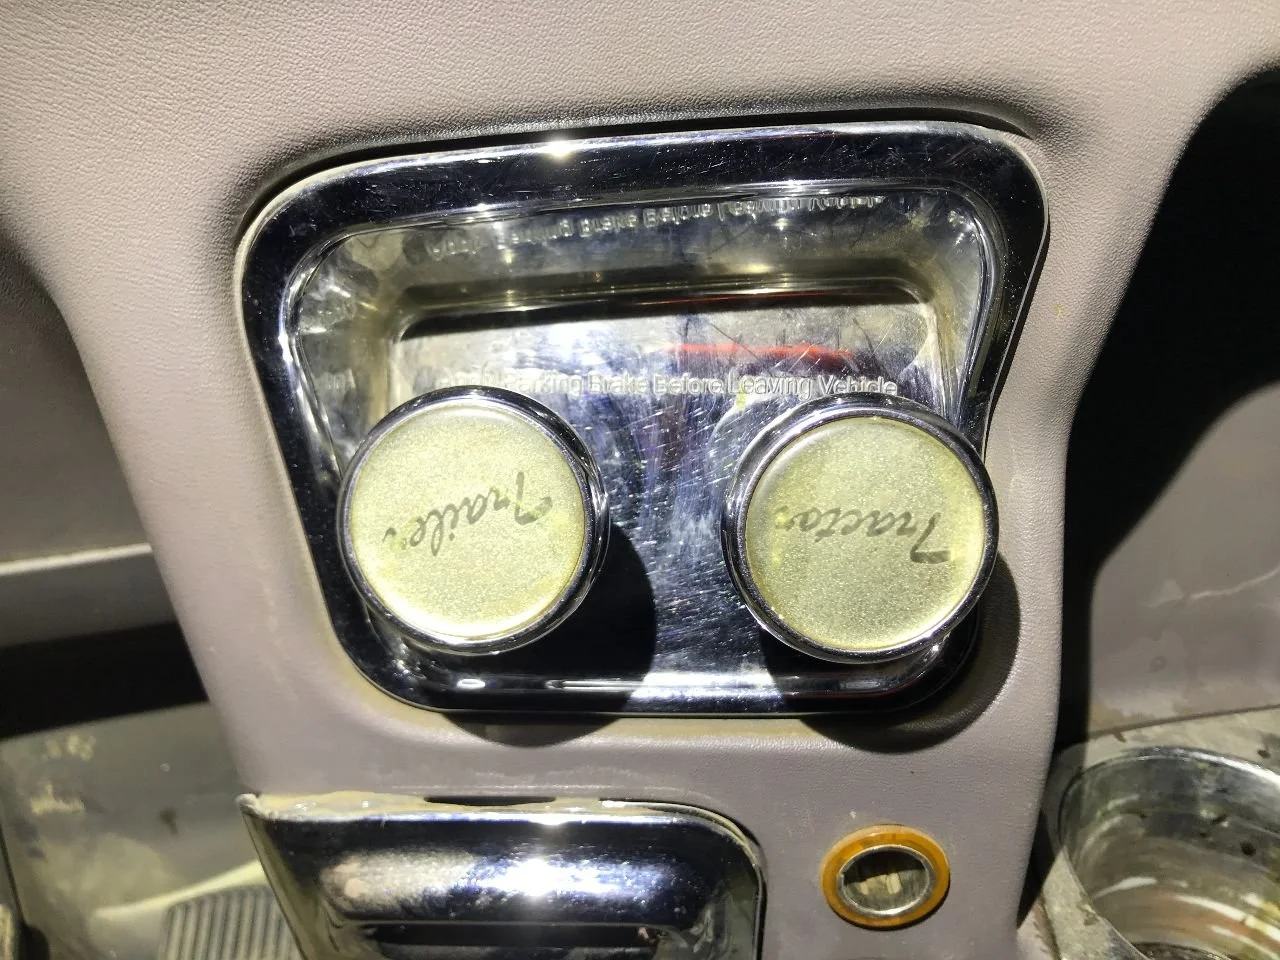 Parking Brake Before Leaving Vehicle
Trailer
Tractor